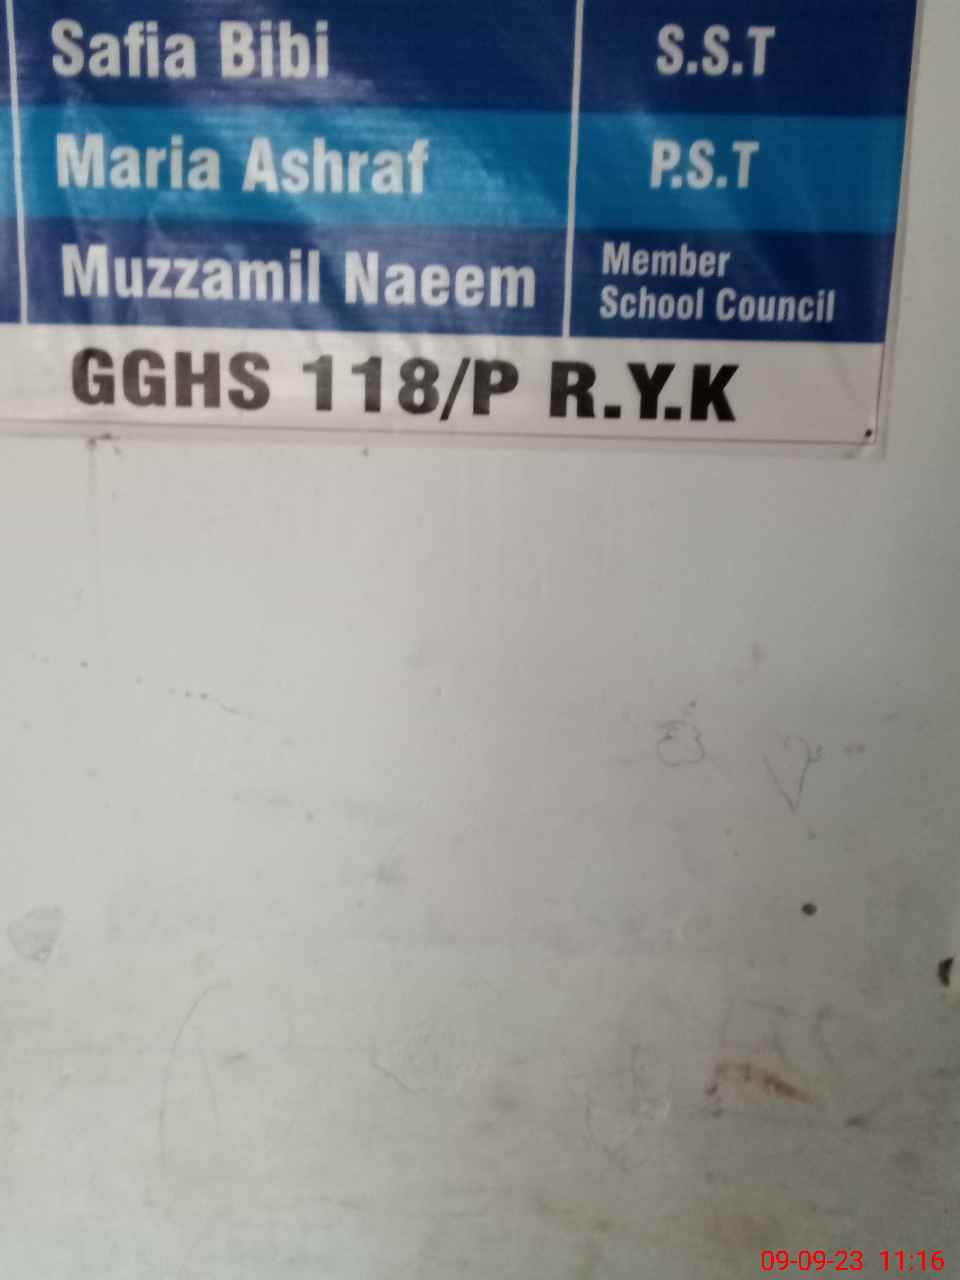 Safia Bibi S.S.T
Maria Ashraf P.S.T
Muzzamil Naeem Member School Council
GGHS 118/P R.Y.K
09-09-23 11:16